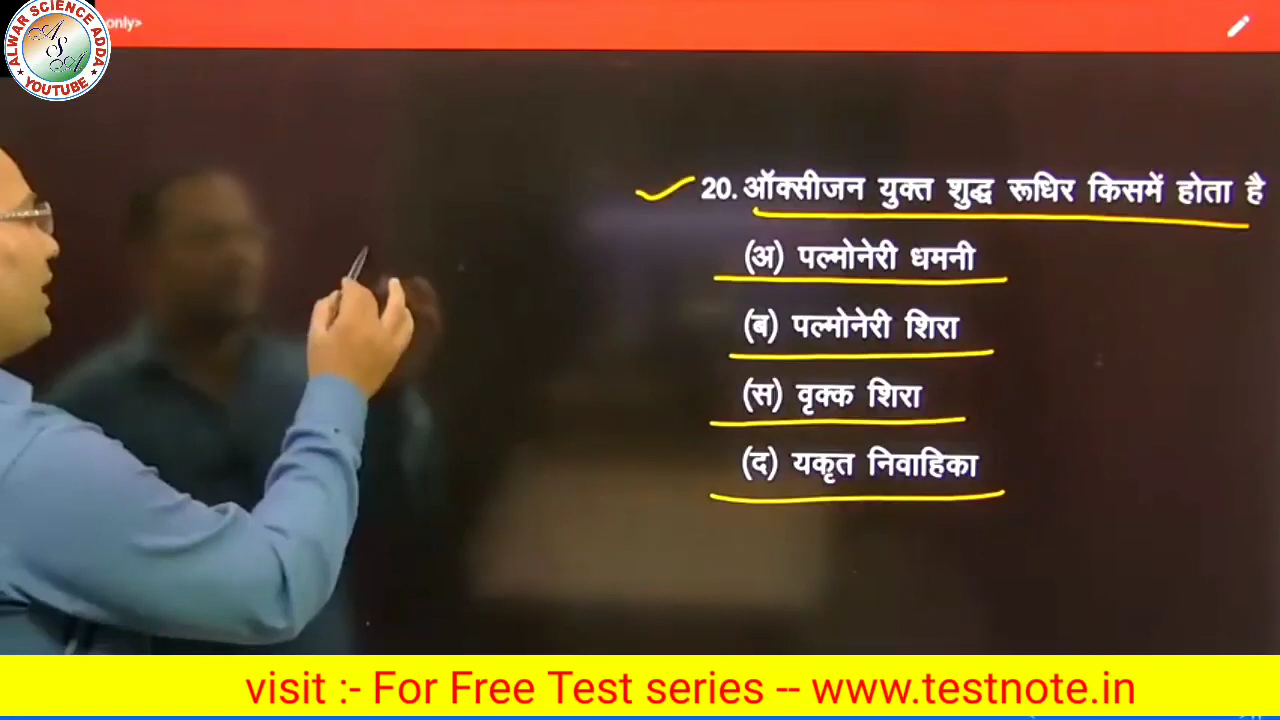 only>
ALWAR SCIENCE ADDA
ASA
YOUTUBE
20. ऑक्सीजन युक्त शुद्ध रूधिर किसमें होता है
(अ) पल्मोनेरी धमनी
(ब) पल्मोनेरी शिरा
(स) वृक्क शिरा
(द) यकृत निवाहिका
visit :- For Free Test series -- www.testnote.in